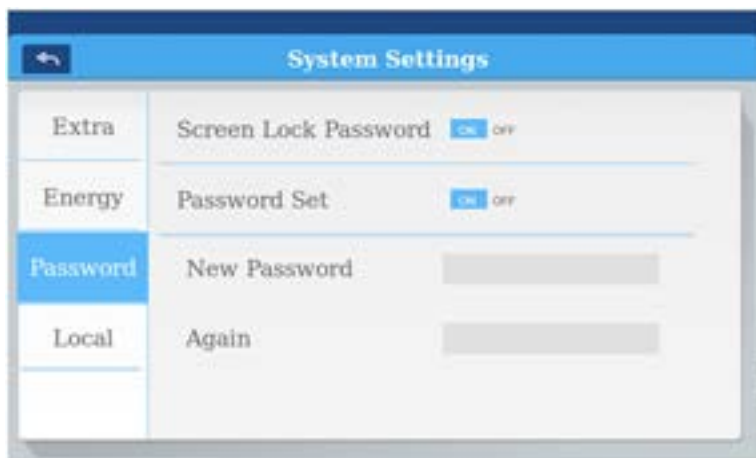 System Settings
Extra
Energy
Password
Local
Screen Lock Password ON OFF
Password Set ON OFF
New Password
Again